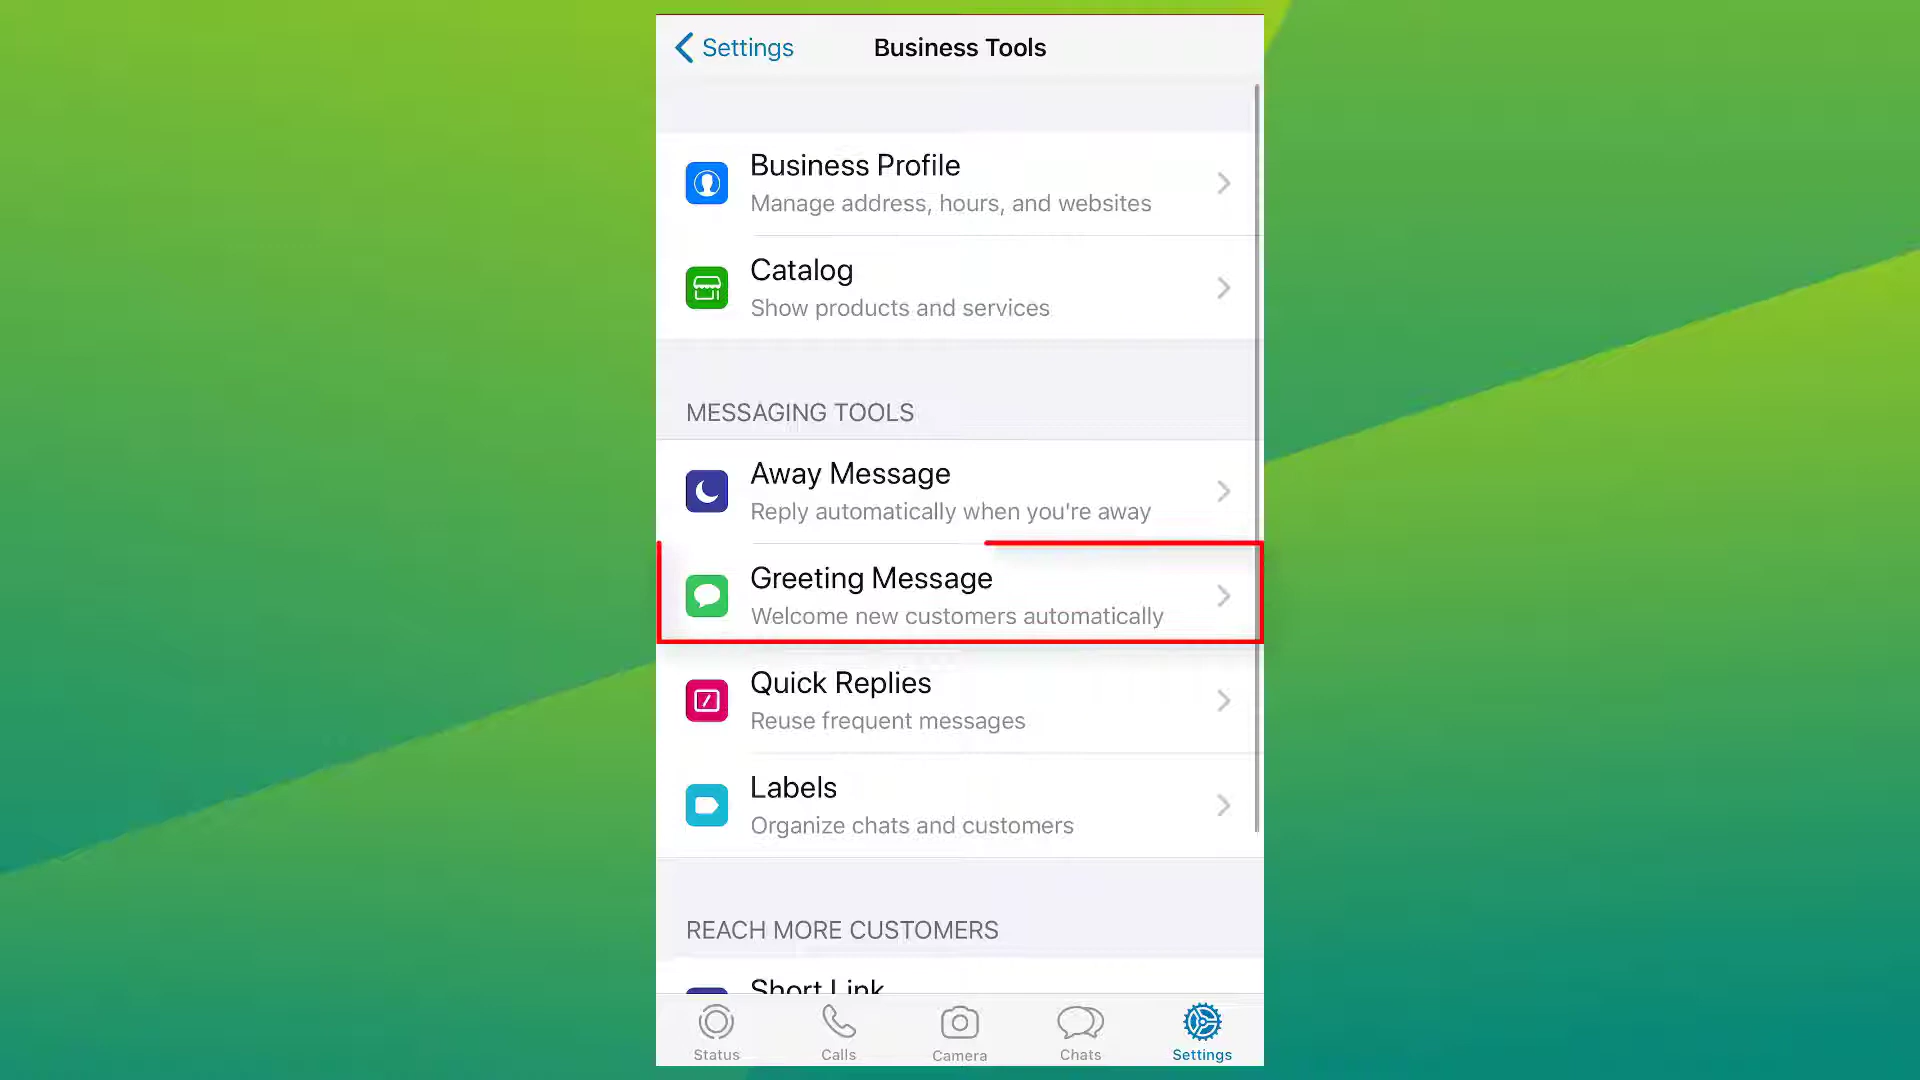 Settings
Business Tools
Business Profile
Manage address, hours, and websites
Catalog
Show products and services
MESSAGING TOOLS
Away Message
Reply automatically when you're away
Greeting Message
Welcome new customers automatically
Quick Replies
Reuse frequent messages
Labels
Organize chats and customers
REACH MORE CUSTOMERS
Short Link
Status
Calls
Camera
Chats
Settings